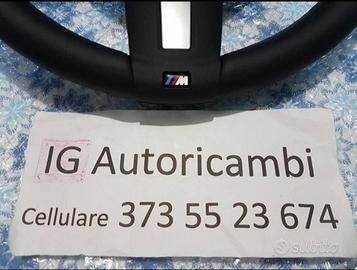 M
IG Autoricambi
Cellulare 373 55 23 674
subito